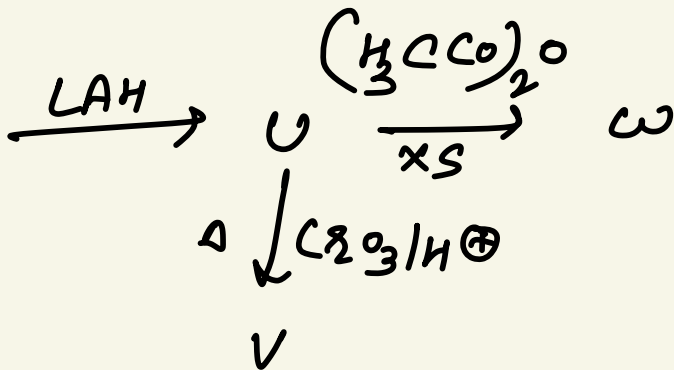 (H₃CCO)₂O
LAH U XS W
Δ CrO₃/H⊕
V